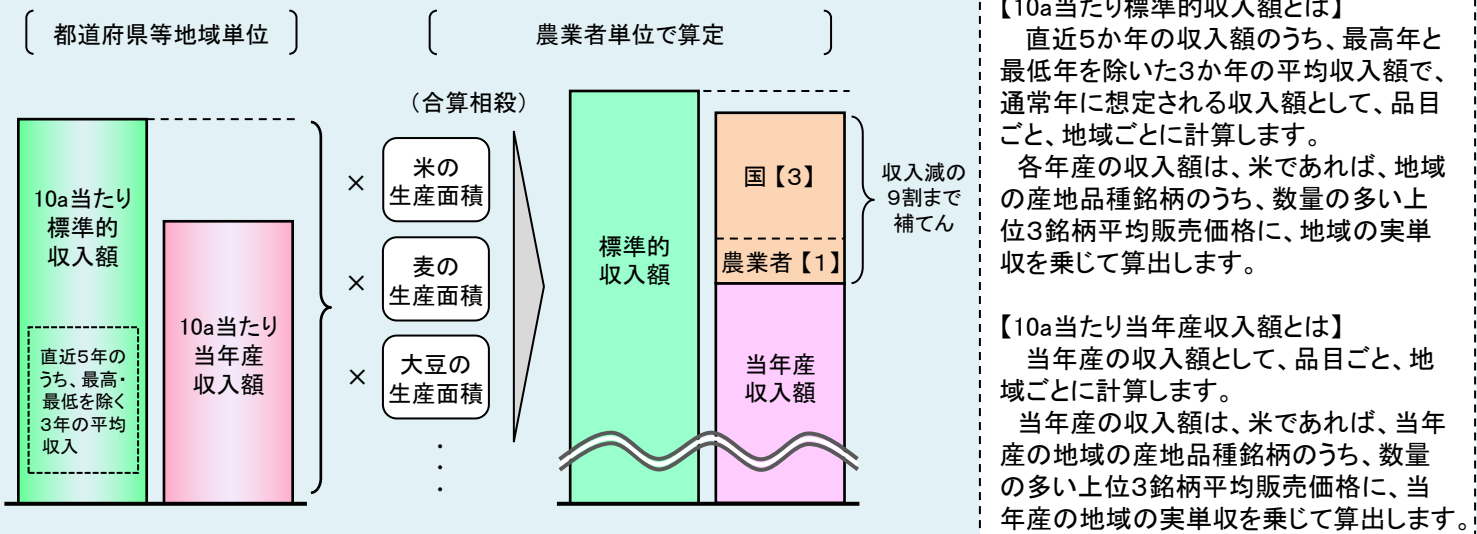 都道府県等地域単位
農業者単位で算定
(合算相殺)
10a当たり
標準的
収入額
直近5年の
うち、最高・
最低を除く
3年の平均
収入
10a当たり
当年産
収入額
×
米の
生産面積
×
麦の
生産面積
×
大豆の
生産面積
・
・
・
標準的
収入額
国【3】
農業者【1】
当年産
収入額
収入減の
9割まで
補てん
【10a当たり標準的収入額とは】
直近5か年の収入額のうち、最高年と
最低年を除いた3か年の平均収入額で、
通常年に想定される収入額として、品目
ごと、地域ごとに計算します。
各年産の収入額は、米であれば、地域
の産地品種銘柄のうち、数量の多い上
位3銘柄平均販売価格に、地域の実単
収を乗じて算出します。
【10a当たり当年産収入額とは】
当年産の収入額として、品目ごと、地
域ごとに計算します。
当年産の収入額は、米であれば、当年
産の地域の産地品種銘柄のうち、数量
の多い上位3銘柄平均販売価格に、当
年産の地域の実単収を乗じて算出します。